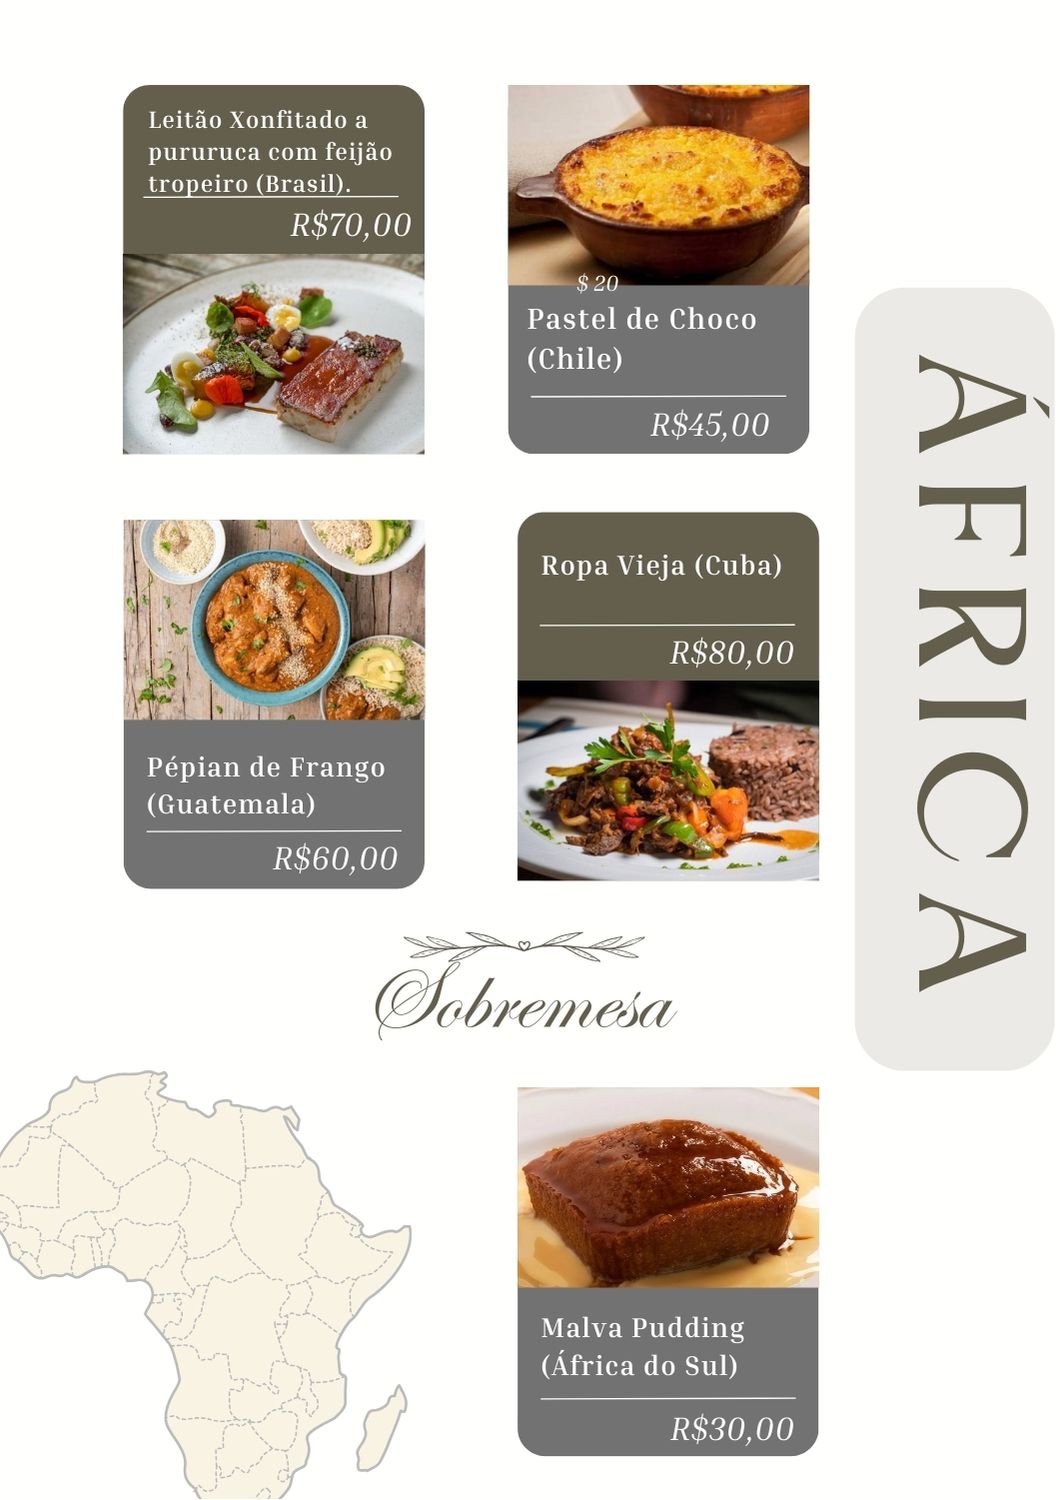 Leitão Xonfitado a
pururuca com feijão
tropeiro (Brasil).
R$70,00
$ 20
Pastel de Choco
(Chile)
R$45,00
Pépian de Frango
(Guatemala)
R$60,00
Ropa Vieja (Cuba)
R$80,00
ÁFRICA
Sobremesa
Malva Pudding
(África do Sul)
R$30,00